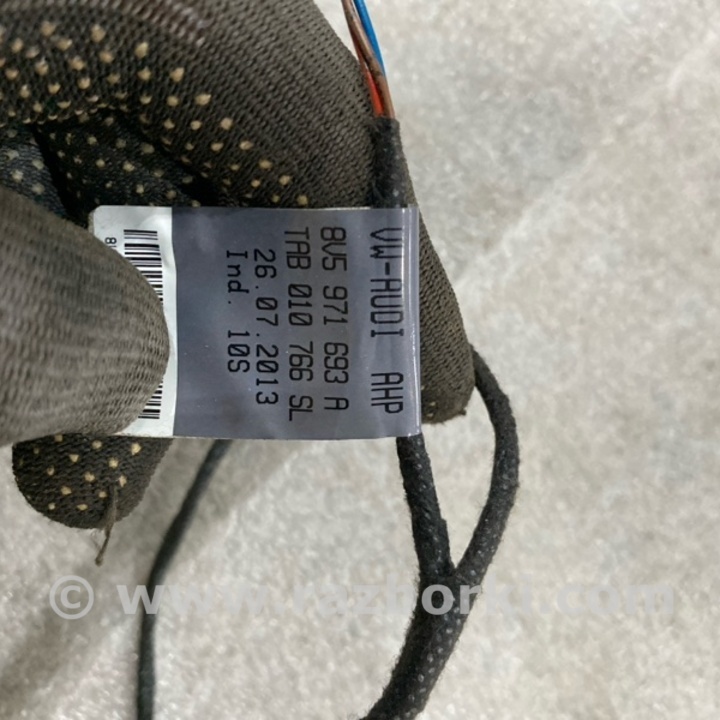 VW-AUDI AHP
8V5 971 693 A
TAB 010 766 SL
26.07.2013
Ind. 10S
© www.razborki.com